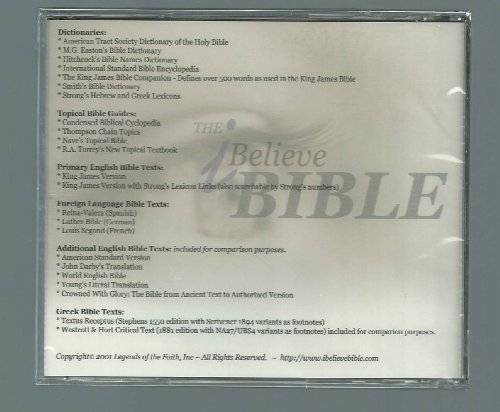 Dictionaries:
* American Tract Society Dictionary of the Holy Bible
* M.G. Easton's Bible Dictionary
* Hitchcock's Bible Names Dictionary
* International Standard Bible Encyclopedia
* The King James Bible Companion - Defines over 500 words as used in the King James Bible
* Smith's Bible Dictionary
* Strong's Hebrew and Greek Lexicons
Topical Bible Guides:
* Condensed Biblical Cyclopedia
* Thompson Chain Topics
* Nave's Topical Bible
* R.A. Torrey's New Topical Textbook
THE
iBelieve
BIBLE
Primary English Bible Texts:
* King James Version
* King James Version with Strong's Lexicon Links (also searchable by Strong's numbers)
Foreign Language Bible Texts:
* Reina-Valera (Spanish)
* Luther Bible (German)
* Louis Segond (French)
Additional English Bible Texts: included for comparison purposes.
* American Standard Version
* John Darby's Translation
* World English Bible
* Young's Literal Translation
* Crowned With Glory: The Bible from Ancient Text to Authorized Version
Greek Bible Texts:
* Textus Receptus (Stephens 1550 edition with Scrivener 1894 variants as footnotes)
* Westcott & Hort Critical Text (1881 edition with NA27/UBS4 variants as footnotes) included for comparion purposes.
Copyright© 2001 Legends of the Faith, Inc ~ All Rights Reserved. ~ http://www.ibelievebible.com